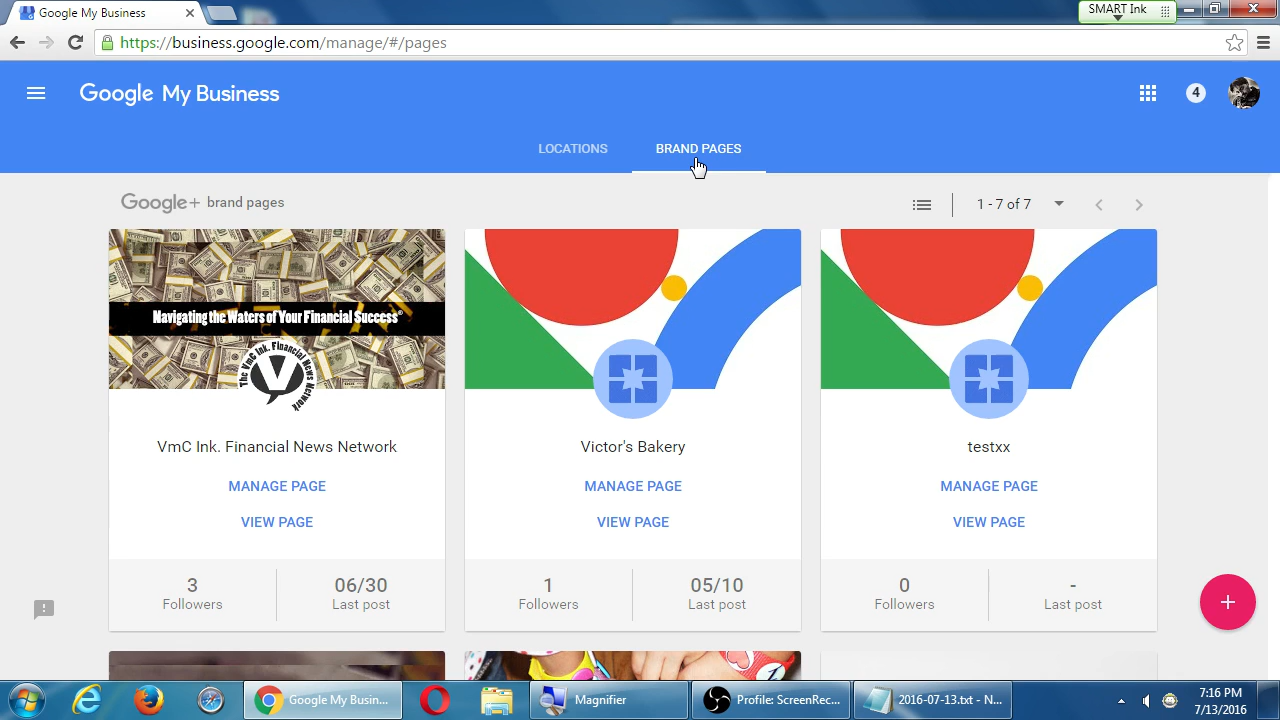 Google My Business
SMART Ink
https://business.google.com/manage/#/pages
Google My Business
4
LOCATIONS
BRAND PAGES
Google+ brand pages
1 - 7 of 7
Navigating the Waters of Your Financial Success®
The VmC Ink. Financial News Network
V
VmC Ink. Financial News Network
MANAGE PAGE
VIEW PAGE
3
Followers
06/30
Last post
Victor's Bakery
MANAGE PAGE
VIEW PAGE
1
Followers
05/10
Last post
testxx
MANAGE PAGE
VIEW PAGE
0
Followers
-
Last post
Google My Busin...
Magnifier
Profile: ScreenRec...
2016-07-13.txt - N...
7:16 PM
7/13/2016